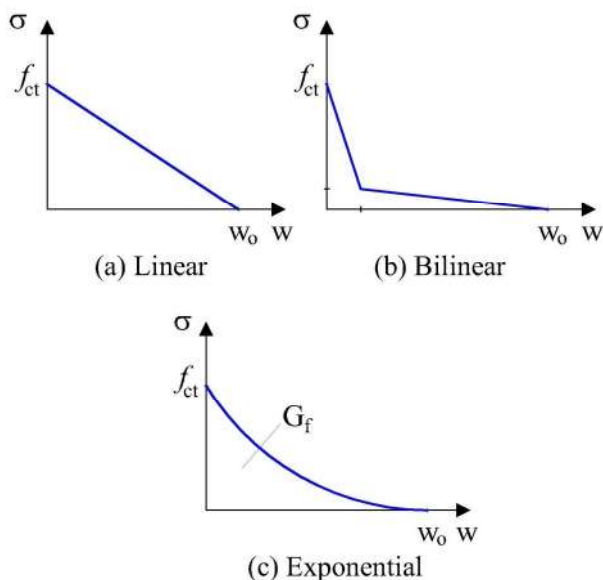 σ
σ
f_ct
f_ct
w_o w
w_o w
(a) Linear
(b) Bilinear
σ
f_ct
G_f
w_o w
(c) Exponential